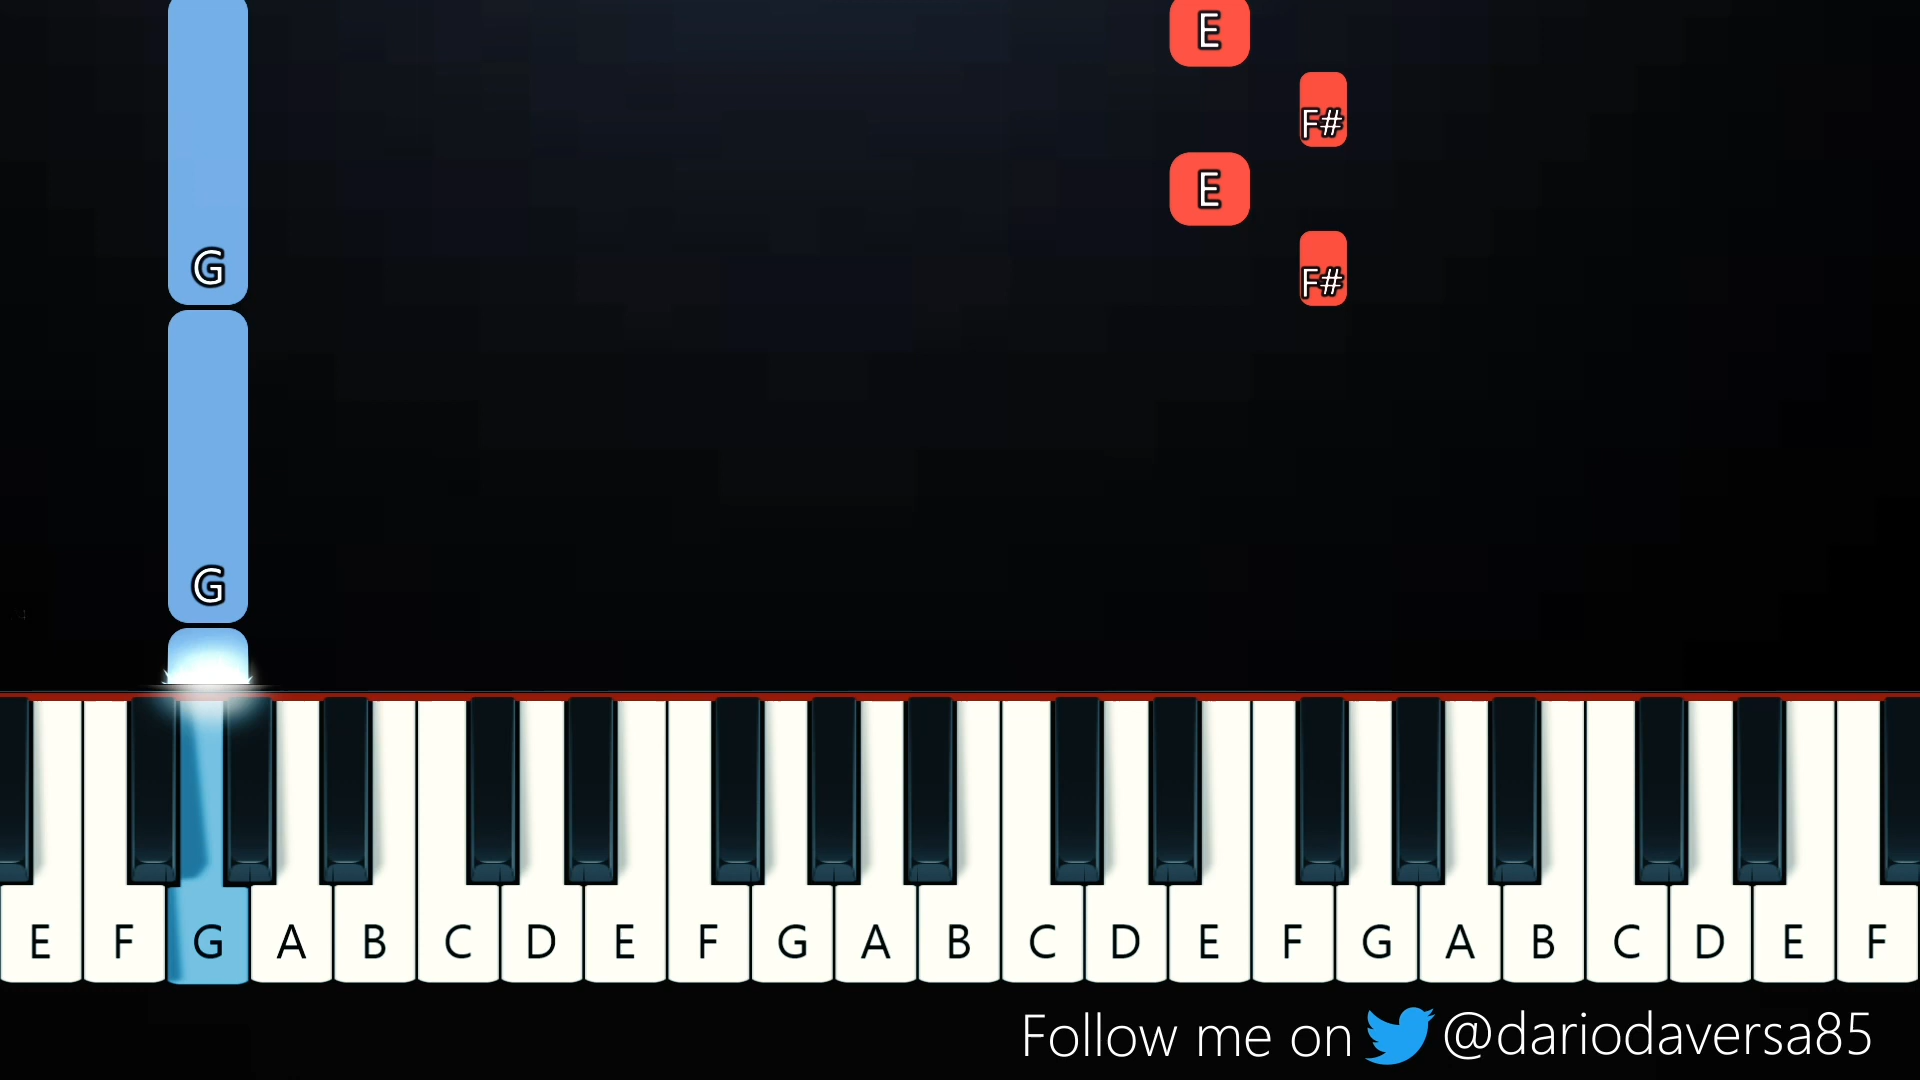 E
F#
E
G
F#
G
E F G A B C D E F G A B C D E F G A B C D E F
Follow me on @dariodaversa85